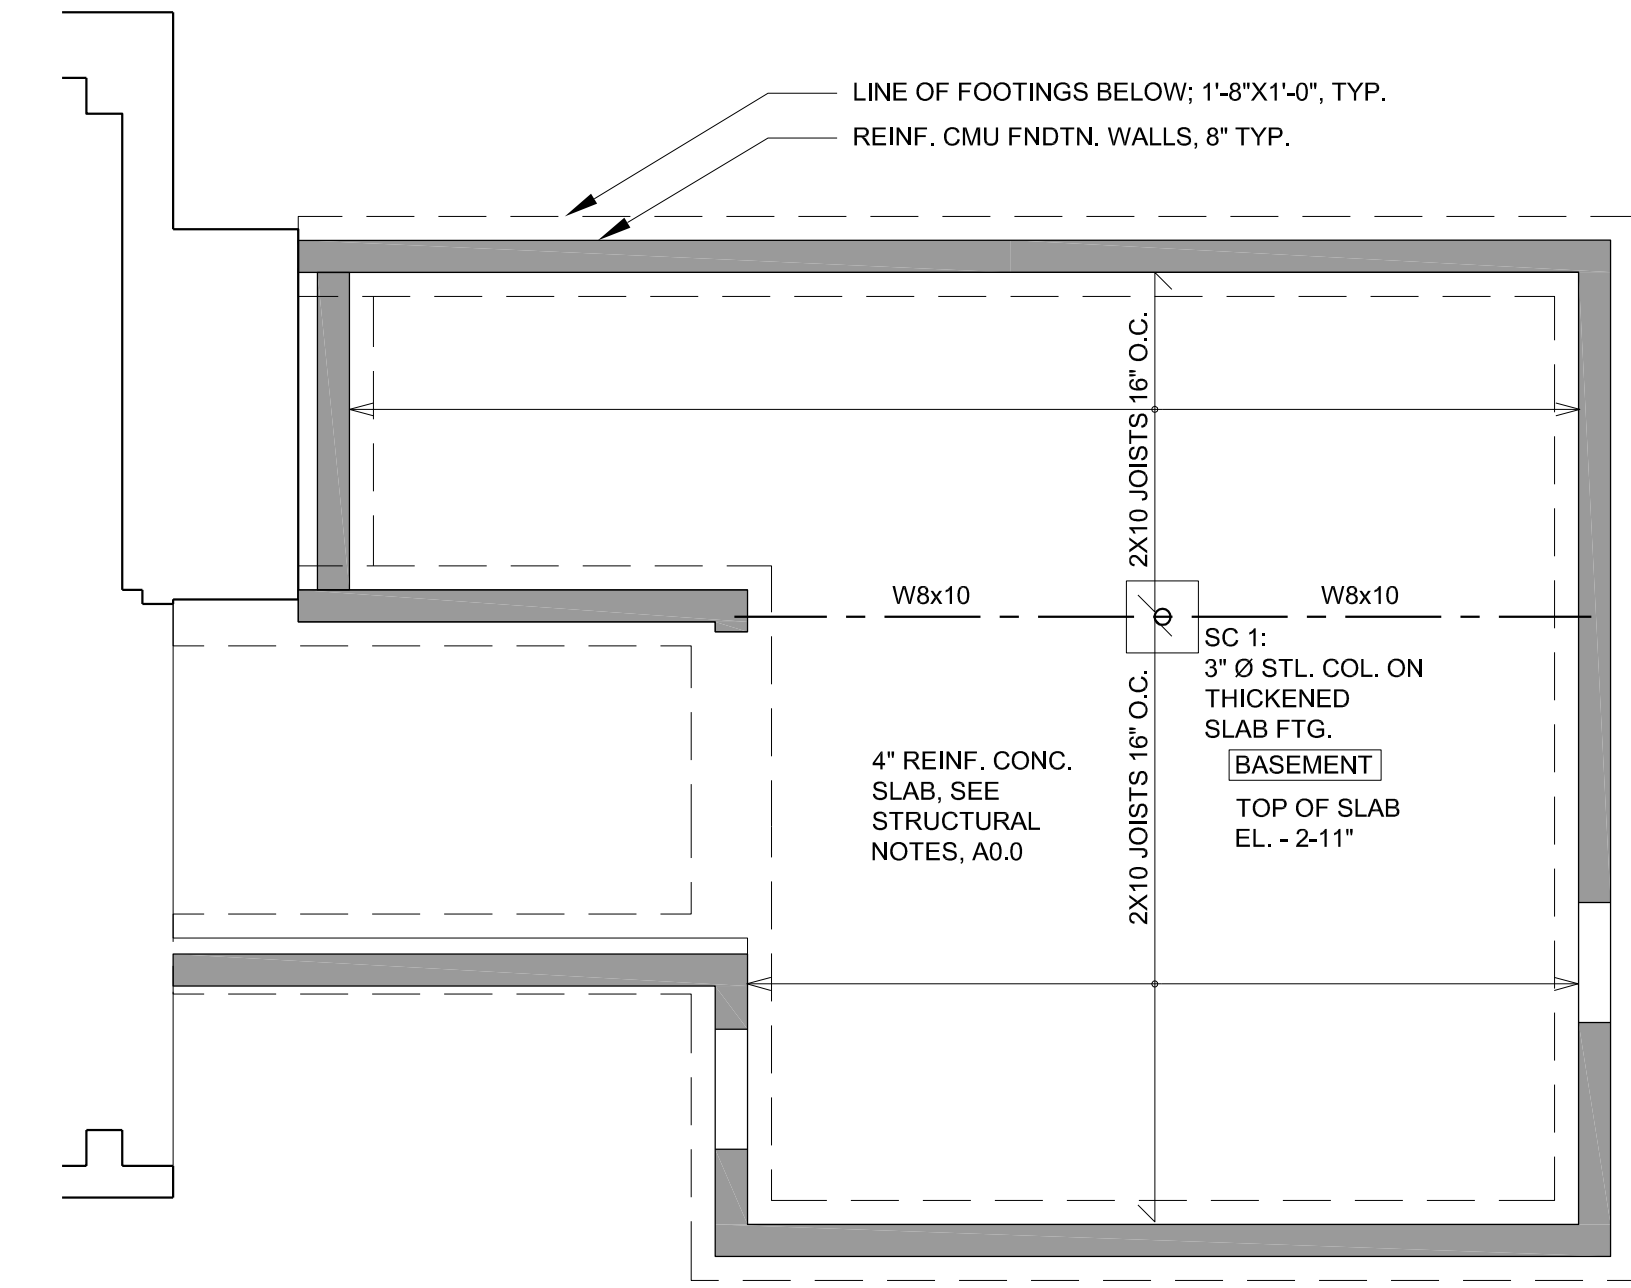 LINE OF FOOTINGS BELOW; 1'-8"X1'-0", TYP.
REINF. CMU FNDTN. WALLS, 8" TYP.
2X10 JOISTS 16" O.C.
W8x10
W8x10
SC 1:
3" Ø STL. COL. ON
THICKENED
SLAB FTG.
BASEMENT
TOP OF SLAB
EL. - 2-11"
4" REINF. CONC.
SLAB, SEE
STRUCTURAL
NOTES, A0.0
2X10 JOISTS 16" O.C.